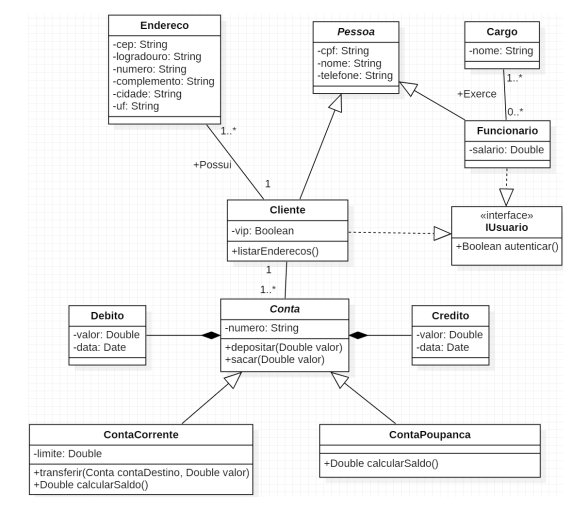 Endereco
-cep: String
-logradouro: String
-numero: String
-complemento: String
-cidade: String
-uf: String
Pessoa
-cpf: String
-nome: String
-telefone: String
Cargo
-nome: String
1..*
+Exerce
0..*
Funcionario
-salario: Double
1..*
+Possui
1
Cliente
-vip: Boolean
+listarEnderecos()
«interface»
IUsuario
+Boolean autenticar()
1
1..*
Debito
-valor: Double
-data: Date
Conta
-numero: String
+depositar(Double valor)
+sacar(Double valor)
Credito
-valor: Double
-data: Date
ContaCorrente
-limite: Double
+transferir(Conta contaDestino, Double valor)
+Double calcularSaldo()
ContaPoupanca
+Double calcularSaldo()